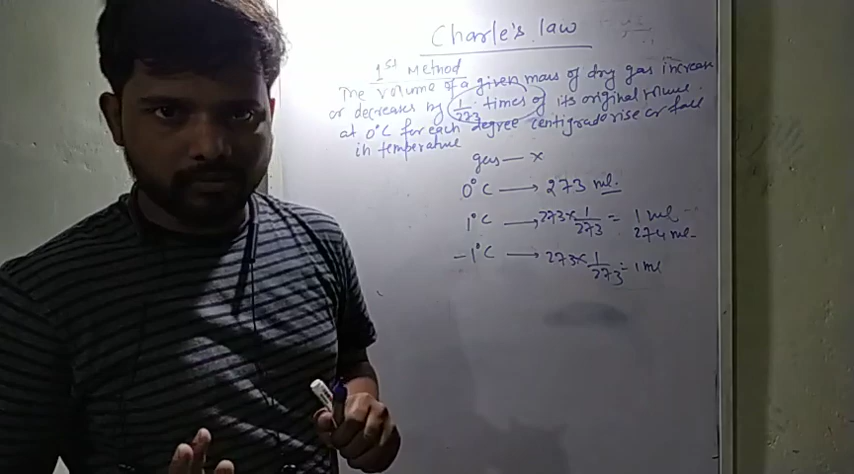 Charle's law
1st Method
The volume of a given mass of dry gas increase
or decreases by 1/273 times of its original volume
at 0°C for each degree centigrade rise or fall
in temperature
gas — x
0°C → 273 ml.
1°C → 273 × 1/273 = 1 ml
274 ml
-1°C → 273 × 1/273 = 1 ml